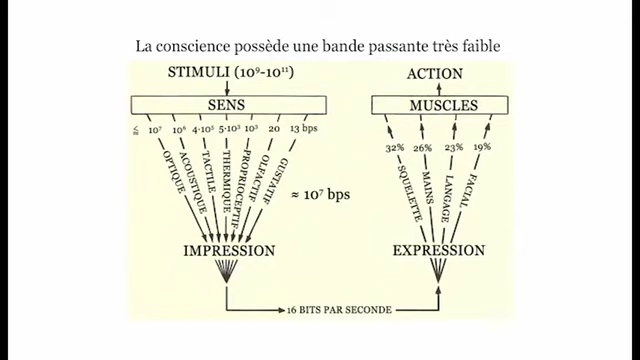 La conscience possède une bande passante très faible
STIMULI (10⁹-10¹¹)
SENS
≤ 10⁷ 10⁶ 4·10⁵ 5·10³ 10³ 20 13 bps
OPTIQUE
ACOUSTIQUE
TACTILE
THERMIQUE
PROPRIOCEPTIF
OLFACTIF
GUSTATIF
≈ 10⁷ bps
IMPRESSION
16 BITS PAR SECONDE
ACTION
MUSCLES
32% 26% 23% 19%
SQUELETTE
MAINS
LANGAGE
FACIAL
EXPRESSION